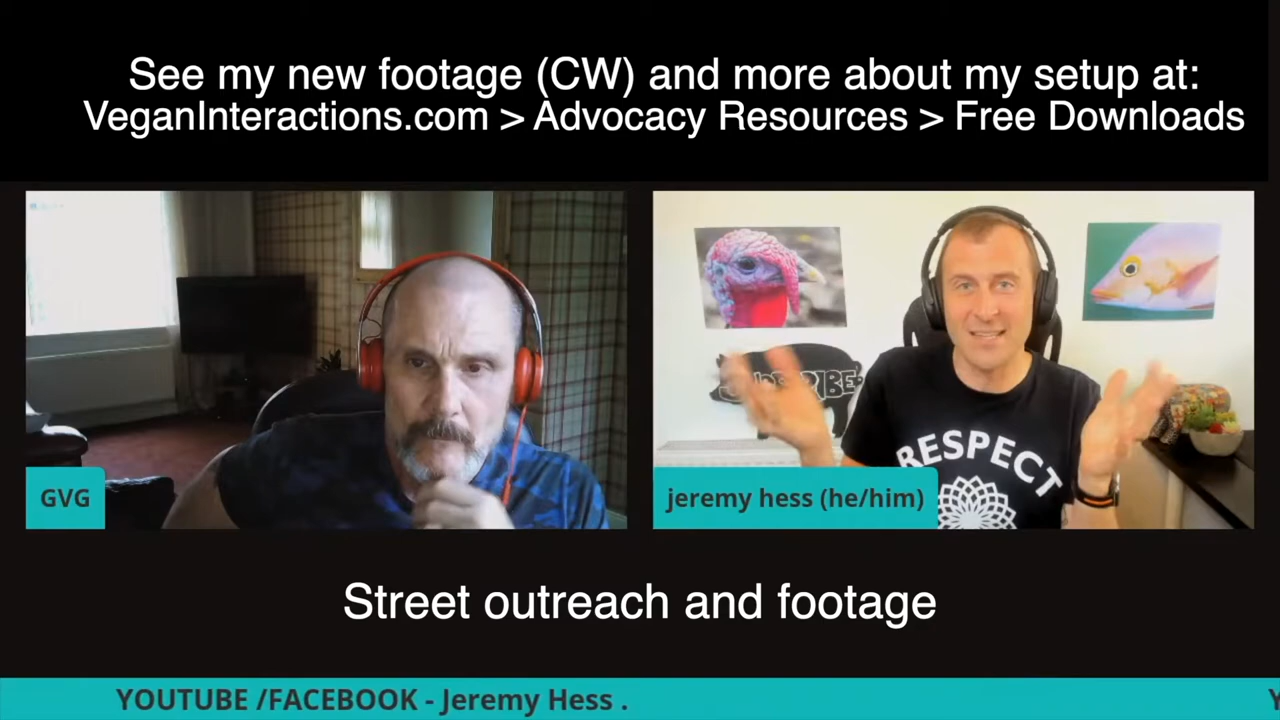 See my new footage (CW) and more about my setup at:
VeganInteractions.com > Advocacy Resources > Free Downloads
RESPECT
GVG
jeremy hess (he/him)
Street outreach and footage
YOUTUBE /FACEBOOK - Jeremy Hess .